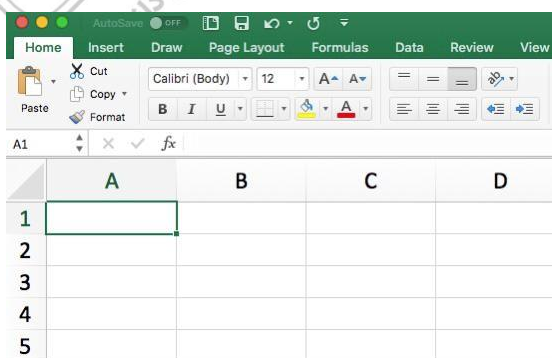 AutoSave OFF
Home Insert Draw Page Layout Formulas Data Review View
Paste Cut Copy Format
Calibri (Body) 12 A A
B I U A
A1 fx
A B C D
1
2
3
4
5